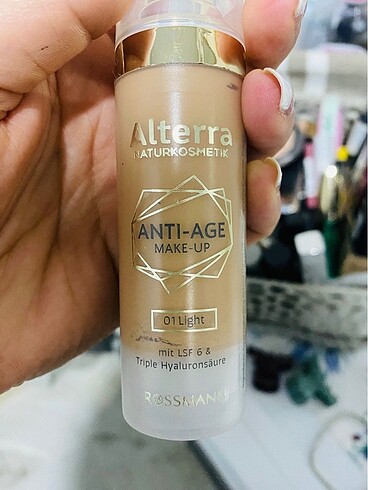 Alterra
NATURKOSMETIK
ANTI-AGE
MAKE-UP
01 Light
mit LSF 6 &
Triple Hyaluronsäure
ROSSMANN